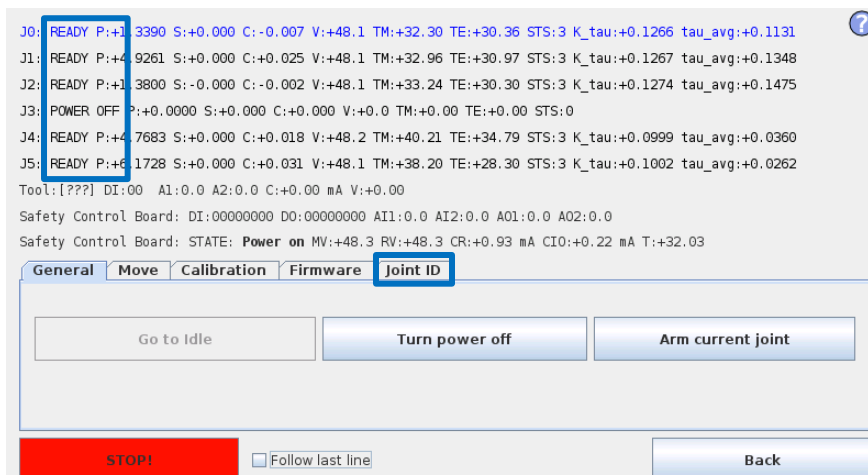 J0: READY P:+1.3390 S:+0.000 C:-0.007 V:+48.1 TM:+32.30 TE:+30.36 STS:3 K_tau:+0.1266 tau_avg:+0.1131
J1: READY P:+4.9261 S:+0.000 C:+0.025 V:+48.1 TM:+32.96 TE:+30.97 STS:3 K_tau:+0.1267 tau_avg:+0.1348
J2: READY P:+1.3800 S:-0.000 C:-0.002 V:+48.1 TM:+33.24 TE:+30.30 STS:3 K_tau:+0.1274 tau_avg:+0.1475
J3: POWER OFF P:+0.0000 S:+0.000 C:+0.000 V:+0.0 TM:+0.00 TE:+0.00 STS:0
J4: READY P:+4.7683 S:+0.000 C:+0.018 V:+48.2 TM:+40.21 TE:+34.79 STS:3 K_tau:+0.0999 tau_avg:+0.0360
J5: READY P:+6.1728 S:+0.000 C:+0.031 V:+48.1 TM:+38.20 TE:+28.30 STS:3 K_tau:+0.1002 tau_avg:+0.0262
Tool:[???] DI:00 A1:0.0 A2:0.0 C:+0.00 mA V:+0.00
Safety Control Board: DI:00000000 DO:00000000 AI1:0.0 AI2:0.0 AO1:0.0 AO2:0.0
Safety Control Board: STATE: Power on MV:+48.3 RV:+48.3 CR:+0.93 mA CIO:+0.22 mA T:+32.03
General Move Calibration Firmware Joint ID
Go to Idle Turn power off Arm current joint
STOP! Follow last line Back
?